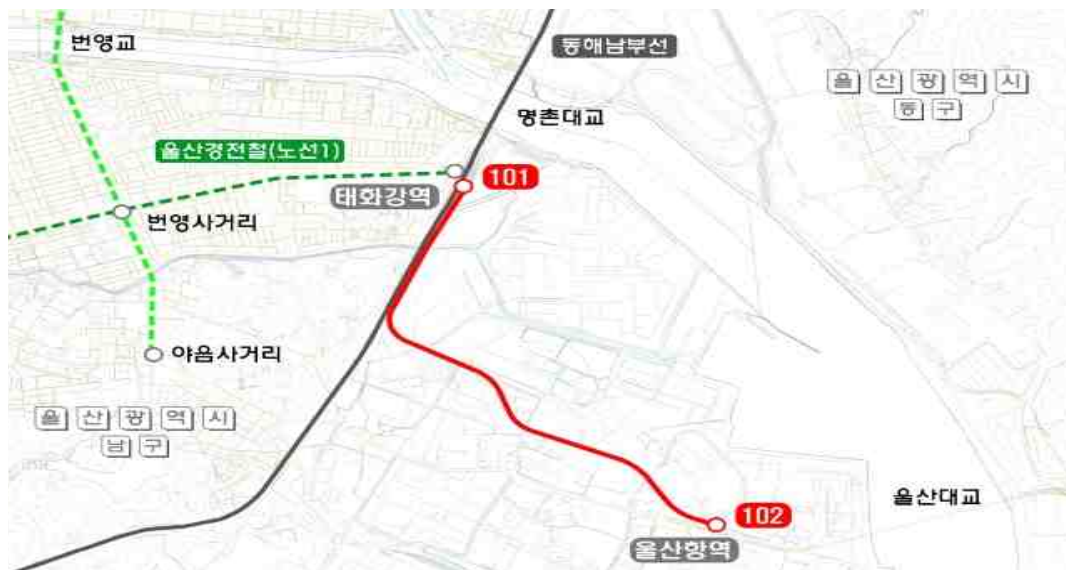 번영교
동해남부선
울산광역시
동구
명촌대교
울산경전철(노선1)
101
태화강역
번영사거리
야음사거리
울산광역시
남구
울산대교
102
울산항역